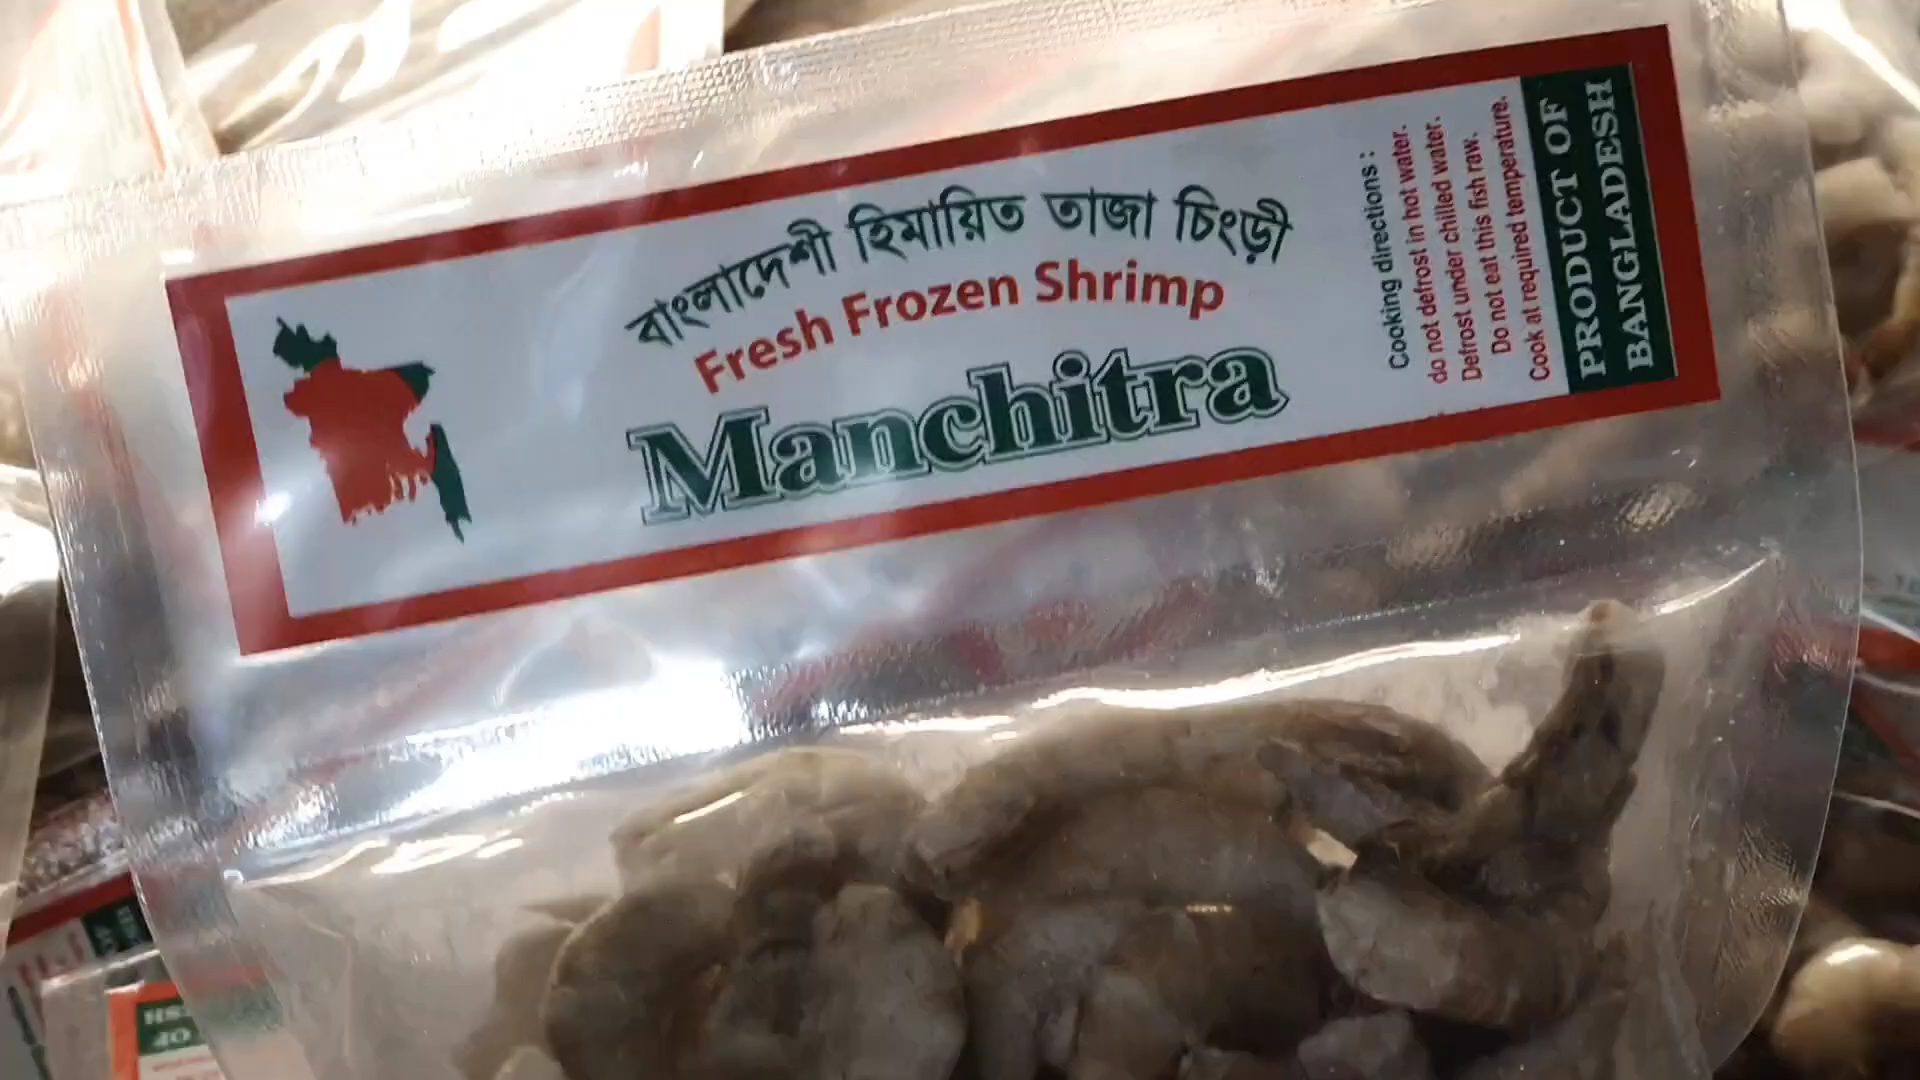 বাংলাদেশী হিমায়িত তাজা চিংড়ী
Fresh Frozen Shrimp
Manchitra
Cooking directions :
do not defrost in hot water.
Defrost under chilled water.
Do not eat this fish raw.
Cook at required temperature.
PRODUCT OF
BANGLADESH